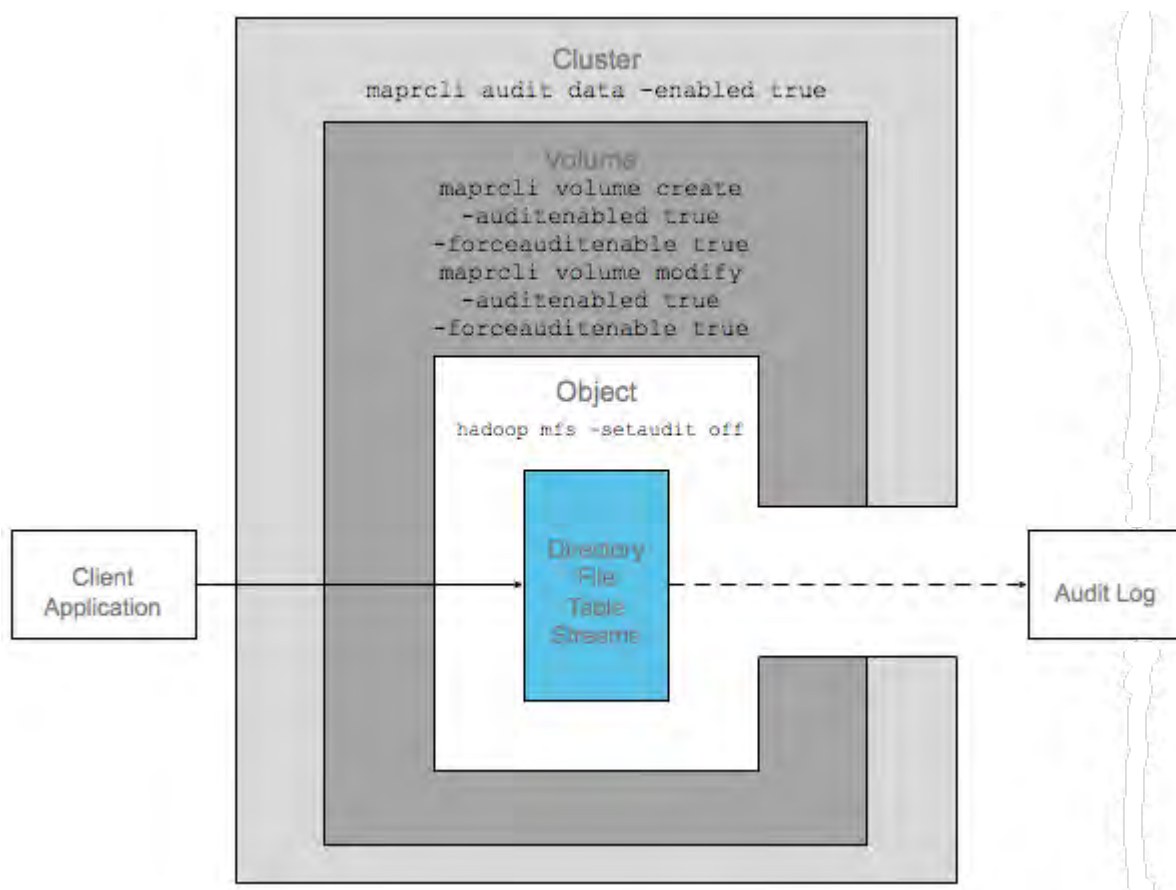 Cluster
maprcli audit data -enabled true
Volume
maprcli volume create
-auditenabled true
-forceauditenable true
maprcli volume modify
-auditenabled true
-forceauditenable true
Object
hadoop mfs -setaudit off
Directory
File
Table
Streams
Client
Application
Audit Log